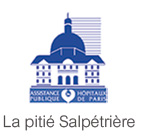 ASSISTANCE HÔPITAUX
PUBLIQUE DE PARIS
La pitié Salpétrière